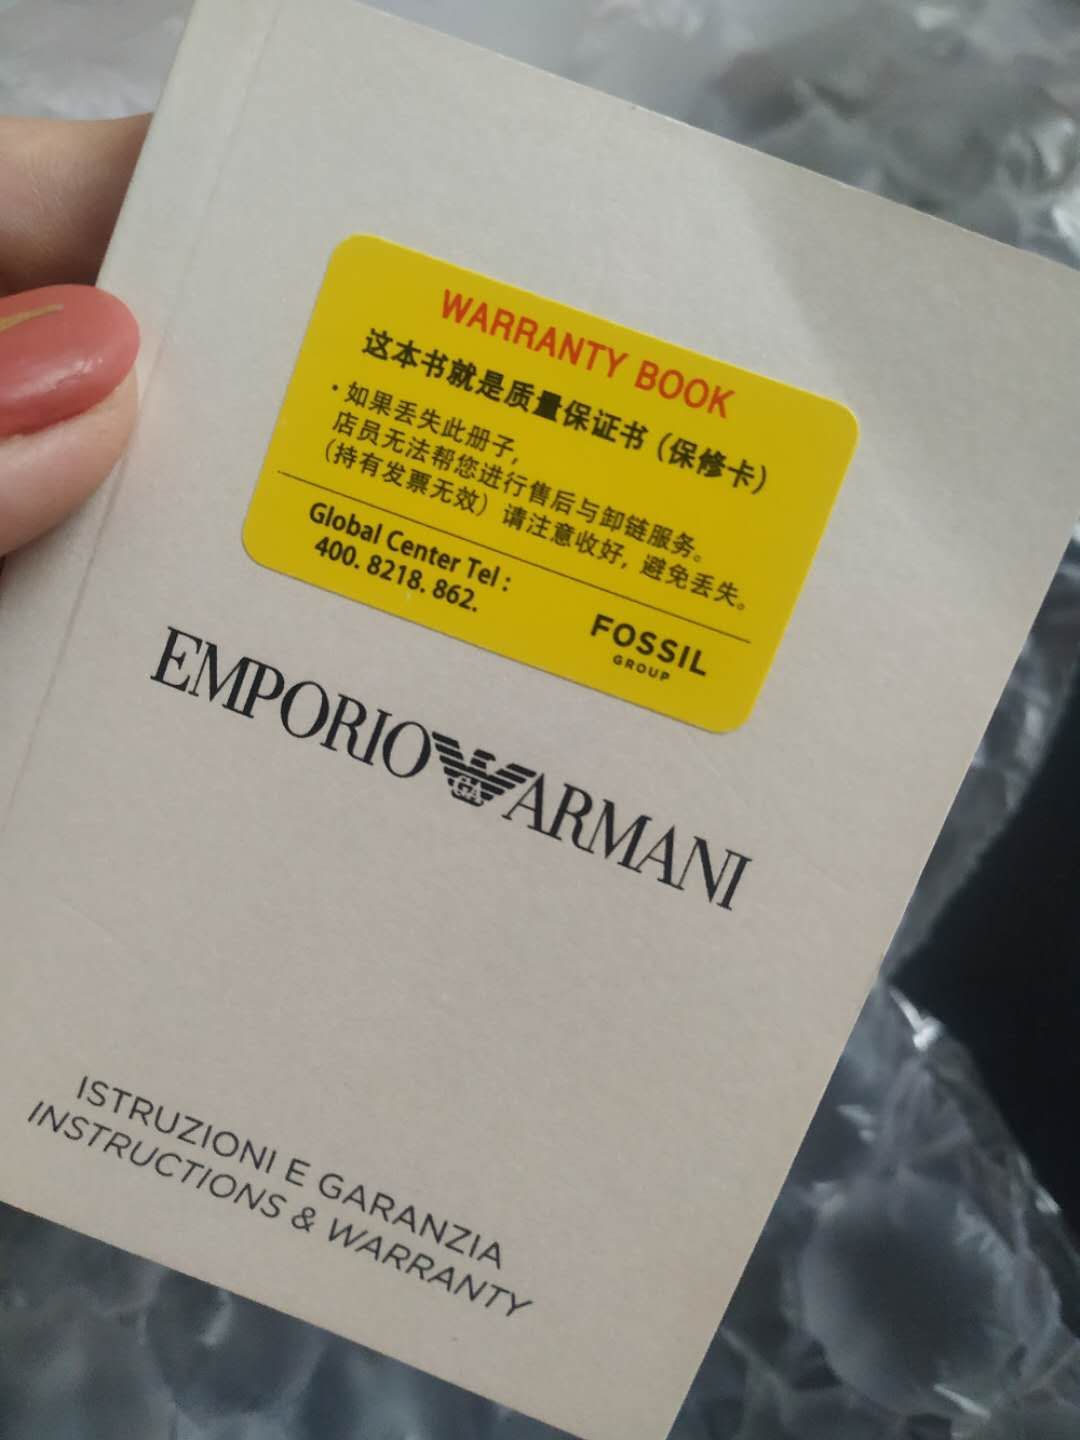 WARRANTY BOOK
这本书就是质量保证书（保修卡）
·如果丢失此册子，
店员无法帮您进行售后与卸链服务。
（持有发票无效）请注意收好，避免丢失。
Global Center Tel :
400. 8218. 862.
FOSSIL
GROUP
EMPORIO GA ARMANI
ISTRUZIONI E GARANZIA
INSTRUCTIONS & WARRANTY